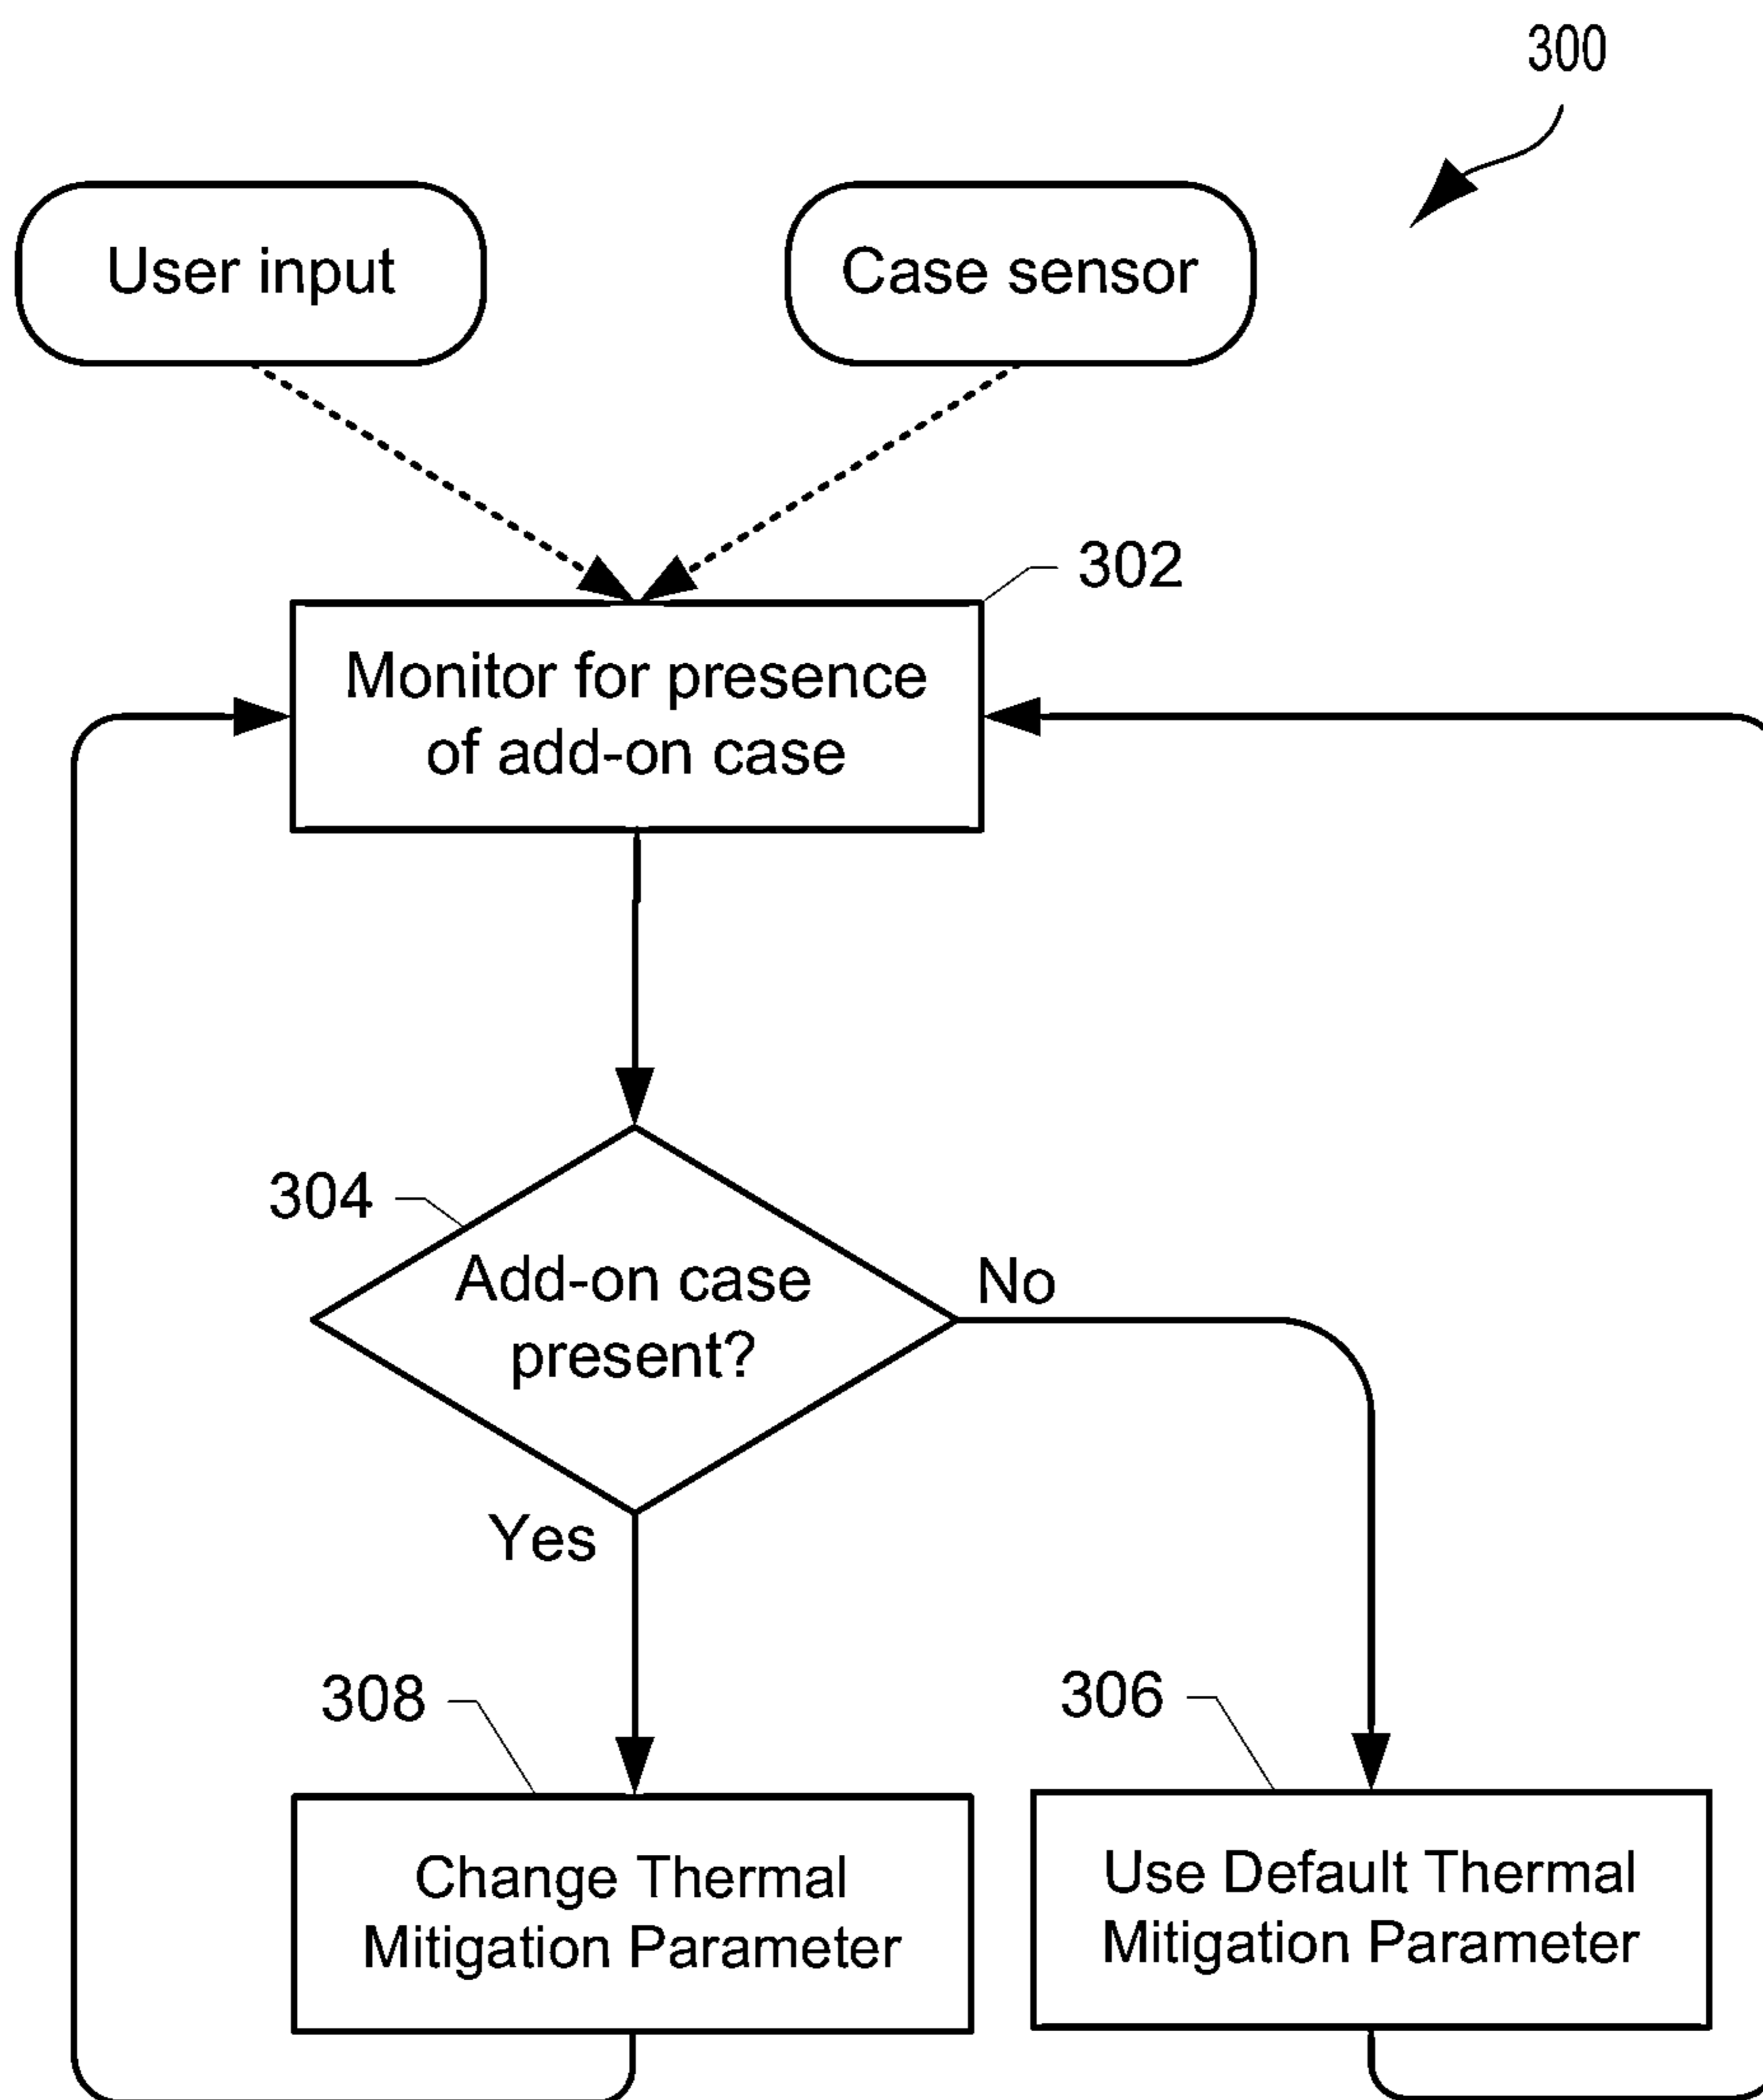 300
User input
Case sensor
302
Monitor for presence
of add-on case
304
Add-on case
present?
No
Yes
308
306
Change Thermal
Mitigation Parameter
Use Default Thermal
Mitigation Parameter